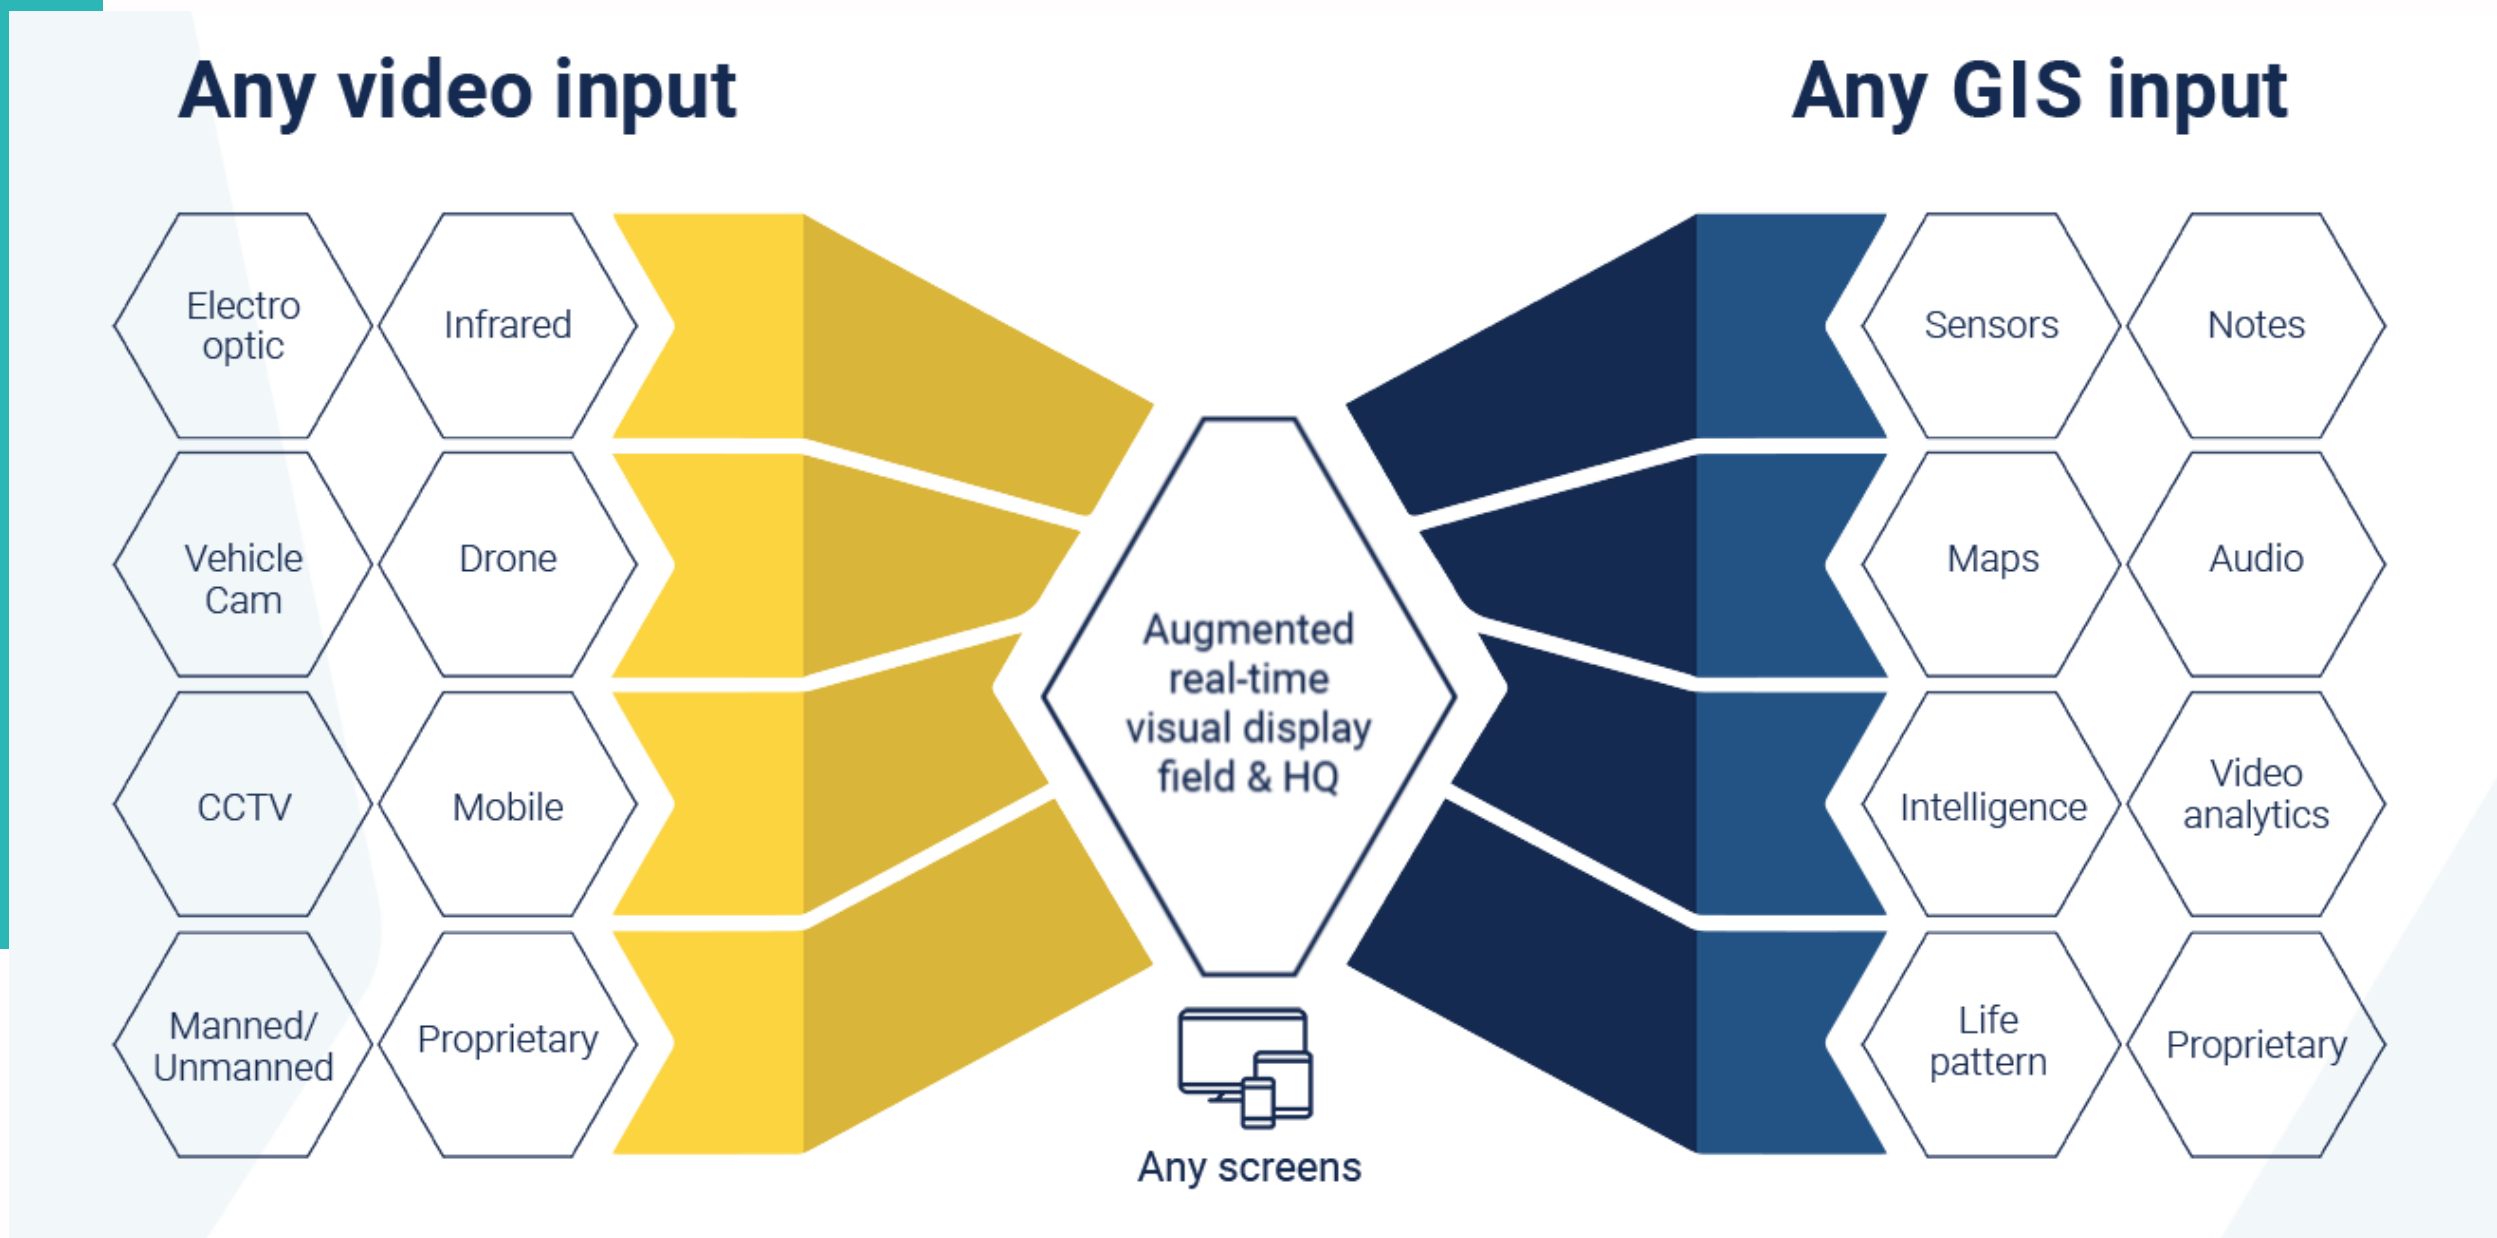 Any video input
Any GIS input
Electro
optic
Infrared
Vehicle
Cam
Drone
CCTV
Mobile
Manned/
Unmanned
Proprietary
Augmented
real-time
visual display
field & HQ
Any screens
Sensors
Notes
Maps
Audio
Intelligence
Video
analytics
Life
pattern
Proprietary